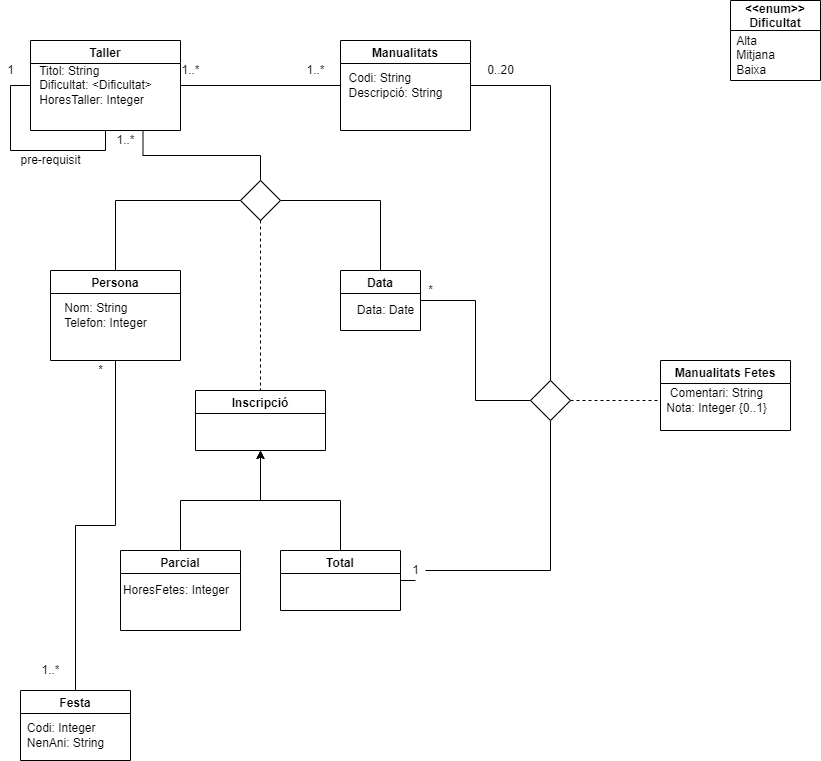 <<enum>>
Dificultat
Alta
Mitjana
Baixa
Taller
Titol: String
Dificultat: <Dificultat>
HoresTaller: Integer
1
1..*
1..*
Manualitats
Codi: String
Descripció: String
0..20
1..*
pre-requisit
Persona
Nom: String
Telefon: Integer
*
Data
Data: Date
*
Manualitats Fetes
Comentari: String
Nota: Integer {0..1}
Inscripció
Parcial
HoresFetes: Integer
Total
1
1..*
Festa
Codi: Integer
NenAni: String